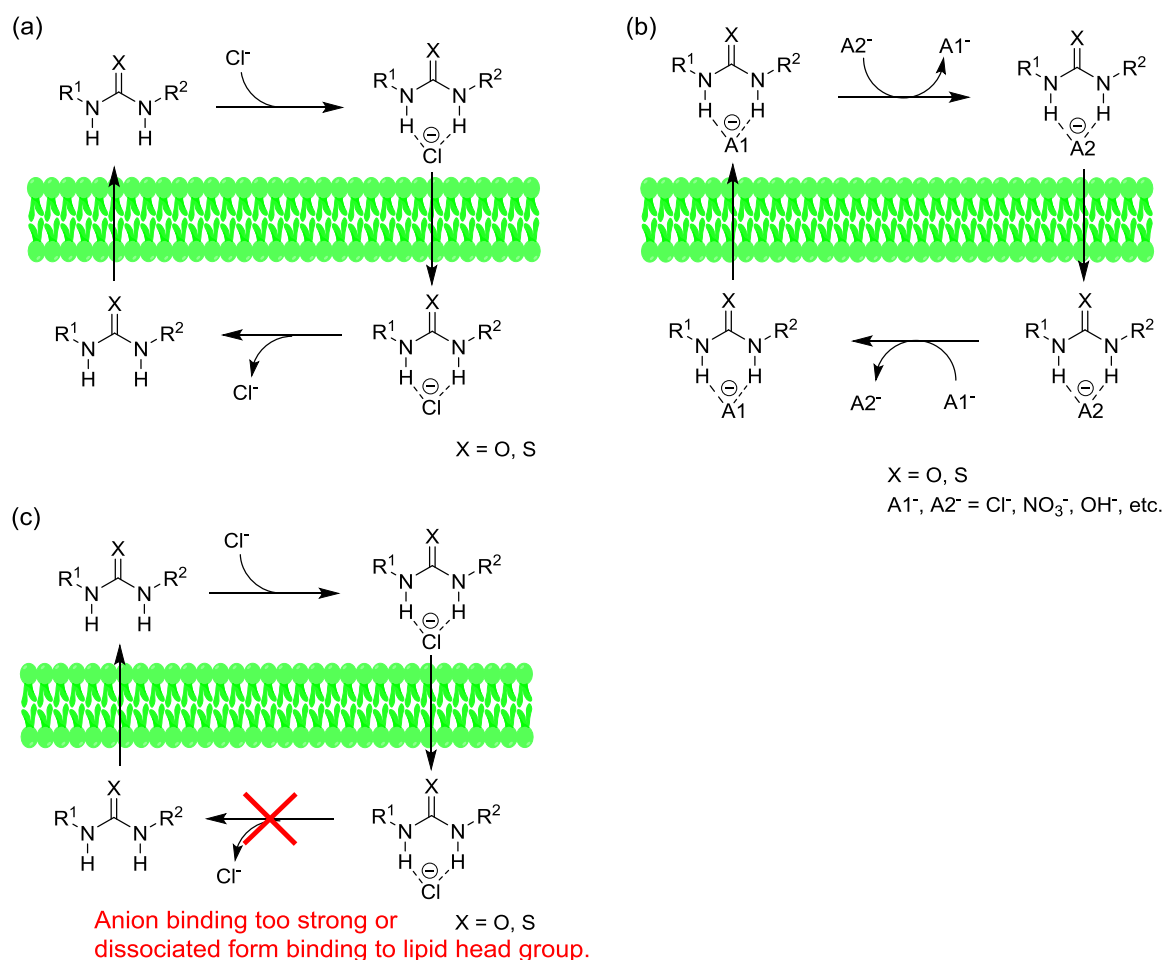 (a)
X
R¹ N N R²
H H
Cl⁻
X
R¹ N N R²
H H
⊖
Cl
X
R¹ N N R²
H H
Cl⁻
X
R¹ N N R²
H H
⊖
Cl
X = O, S
(b)
X
R¹ N N R²
H H
⊖
A1
A2⁻ A1⁻
X
R¹ N N R²
H H
⊖
A2
X
R¹ N N R²
H H
⊖
A1
A2⁻ A1⁻
X
R¹ N N R²
H H
⊖
A2
X = O, S
A1⁻, A2⁻ = Cl⁻, NO₃⁻, OH⁻, etc.
(c)
X
R¹ N N R²
H H
Cl⁻
X
R¹ N N R²
H H
⊖
Cl
X
R¹ N N R²
H H
Cl⁻
X
R¹ N N R²
H H
⊖
Cl
Anion binding too strong or
dissociated form binding to lipid head group.
X = O, S